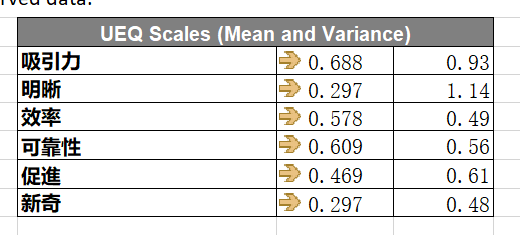 rved data.
UEQ Scales (Mean and Variance)
吸引力 0.688 0.93
明晰 0.297 1.14
效率 0.578 0.49
可靠性 0.609 0.56
促進 0.469 0.61
新奇 0.297 0.48